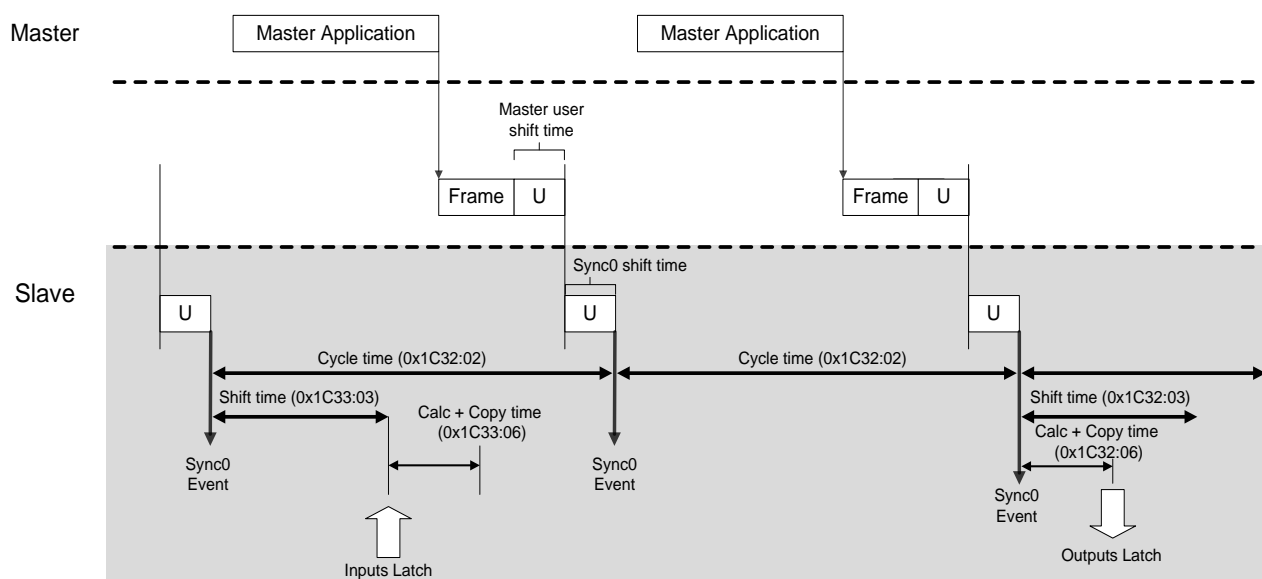 Master
Master Application
Master Application
Master user
shift time
Frame
U
Frame
U
Slave
Sync0 shift time
U
U
U
Cycle time (0x1C32:02)
Cycle time (0x1C32:02)
Shift time (0x1C33:03)
Shift time (0x1C32:03)
Calc + Copy time
(0x1C33:06)
Calc + Copy time
(0x1C32:06)
Sync0
Event
Sync0
Event
Sync0
Event
Inputs Latch
Outputs Latch